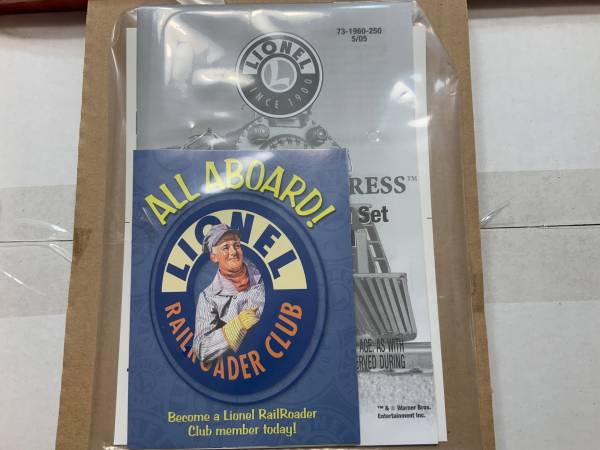 73-1960-250
5/05
LIONEL
L
SINCE 1900
RESS™
Set
AGE. AS WITH
RVED DURING
™ & © Warner Bros.
Entertainment Inc.
ALL ABOARD!
LIONEL
RAILROADER CLUB
Become a Lionel RailRoader
Club member today!